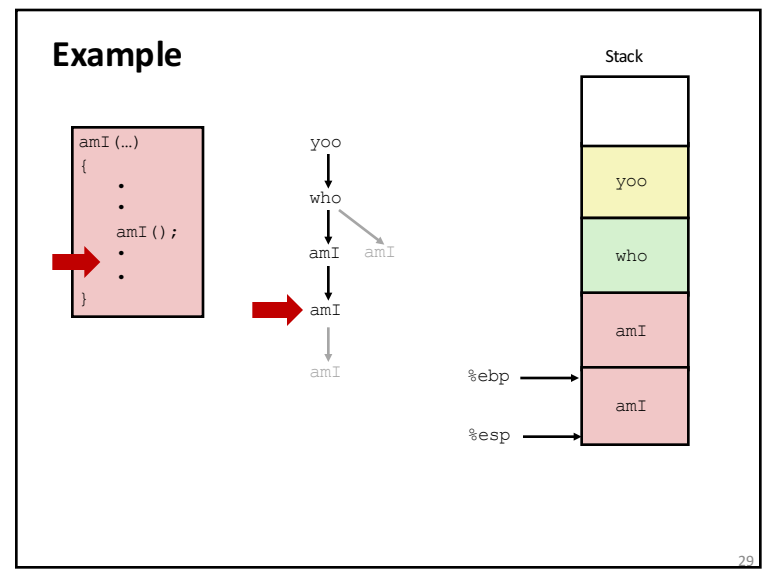 Example
Stack
amI(…)
{
•
•
amI();
•
•
}
yoo
who
amI amI
amI
amI
yoo
who
amI
amI
%ebp
%esp
29